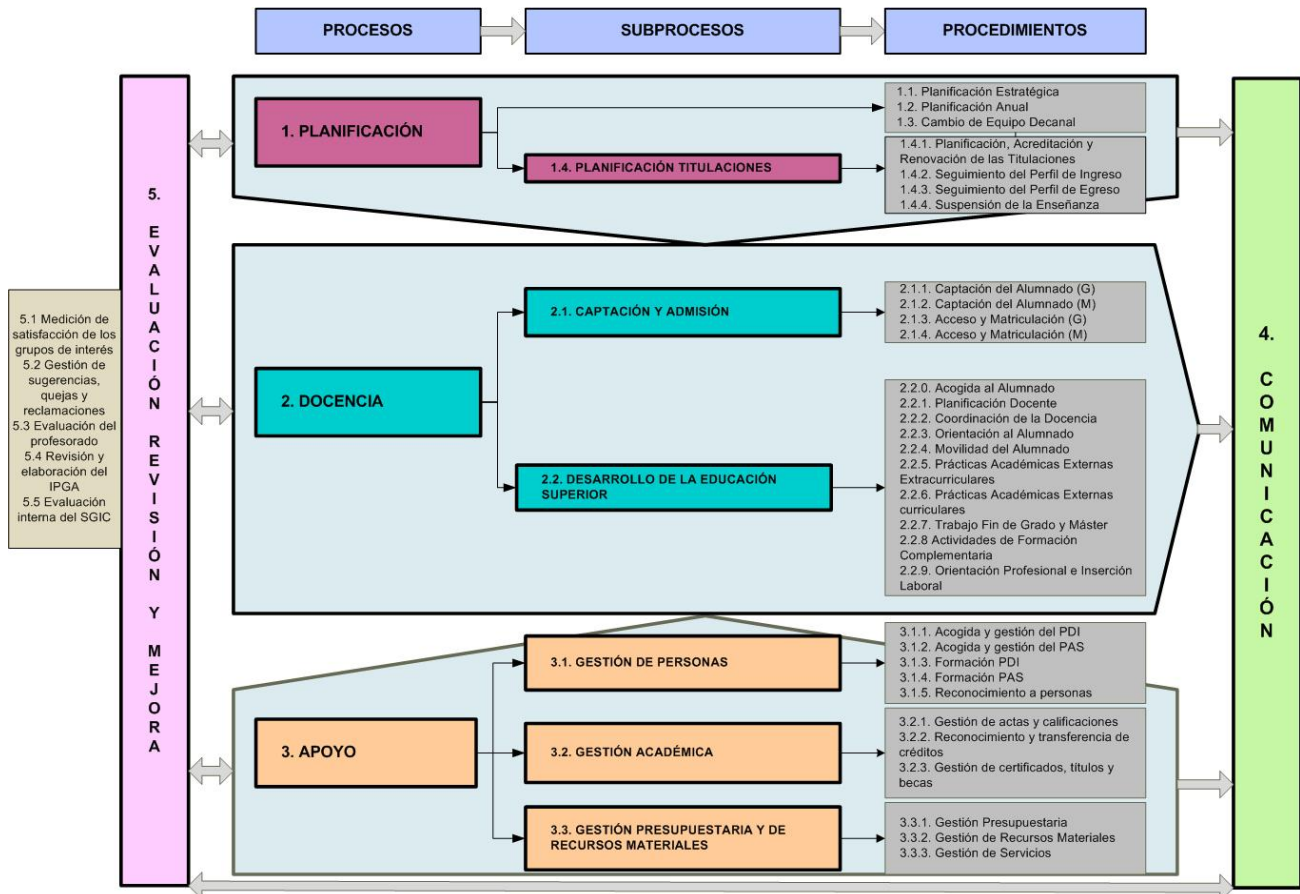 PROCESOS
SUBPROCESOS
PROCEDIMIENTOS
5.
EVALUACIÓN
REVISIÓN
Y
MEJORA
5.1 Medición de
satisfacción de los
grupos de interés
5.2 Gestión de
sugerencias,
quejas y
reclamaciones
5.3 Evaluación del
profesorado
5.4 Revisión y
elaboración del
IPGA
5.5 Evaluación
interna del SGIC
1. PLANIFICACIÓN
1.1. Planificación Estratégica
1.2. Planificación Anual
1.3. Cambio de Equipo Decanal
1.4. PLANIFICACIÓN TITULACIONES
1.4.1. Planificación, Acreditación y
Renovación de las Titulaciones
1.4.2. Seguimiento del Perfil de Ingreso
1.4.3. Seguimiento del Perfil de Egreso
1.4.4. Suspensión de la Enseñanza
2. DOCENCIA
2.1. CAPTACIÓN Y ADMISIÓN
2.1.1. Captación del Alumnado (G)
2.1.2. Captación del Alumnado (M)
2.1.3. Acceso y Matriculación (G)
2.1.4. Acceso y Matriculación (M)
2.2. DESARROLLO DE LA EDUCACIÓN
SUPERIOR
2.2.0. Acogida al Alumnado
2.2.1. Planificación Docente
2.2.2. Coordinación de la Docencia
2.2.3. Orientación al Alumnado
2.2.4. Movilidad del Alumnado
2.2.5. Prácticas Académicas Externas
Extracurriculares
2.2.6. Prácticas Académicas Externas
curriculares
2.2.7. Trabajo Fin de Grado y Máster
2.2.8 Actividades de Formación
Complementaria
2.2.9. Orientación Profesional e Inserción
Laboral
3. APOYO
3.1. GESTIÓN DE PERSONAS
3.1.1. Acogida y gestión del PDI
3.1.2. Acogida y gestión del PAS
3.1.3. Formación PDI
3.1.4. Formación PAS
3.1.5. Reconocimiento a personas
3.2. GESTIÓN ACADÉMICA
3.2.1. Gestión de actas y calificaciones
3.2.2. Reconocimiento y transferencia de
créditos
3.2.3. Gestión de certificados, títulos y
becas
3.3. GESTIÓN PRESUPUESTARIA Y DE
RECURSOS MATERIALES
3.3.1. Gestión Presupuestaria
3.3.2. Gestión de Recursos Materiales
3.3.3. Gestión de Servicios
4.
COMUNICACIÓN